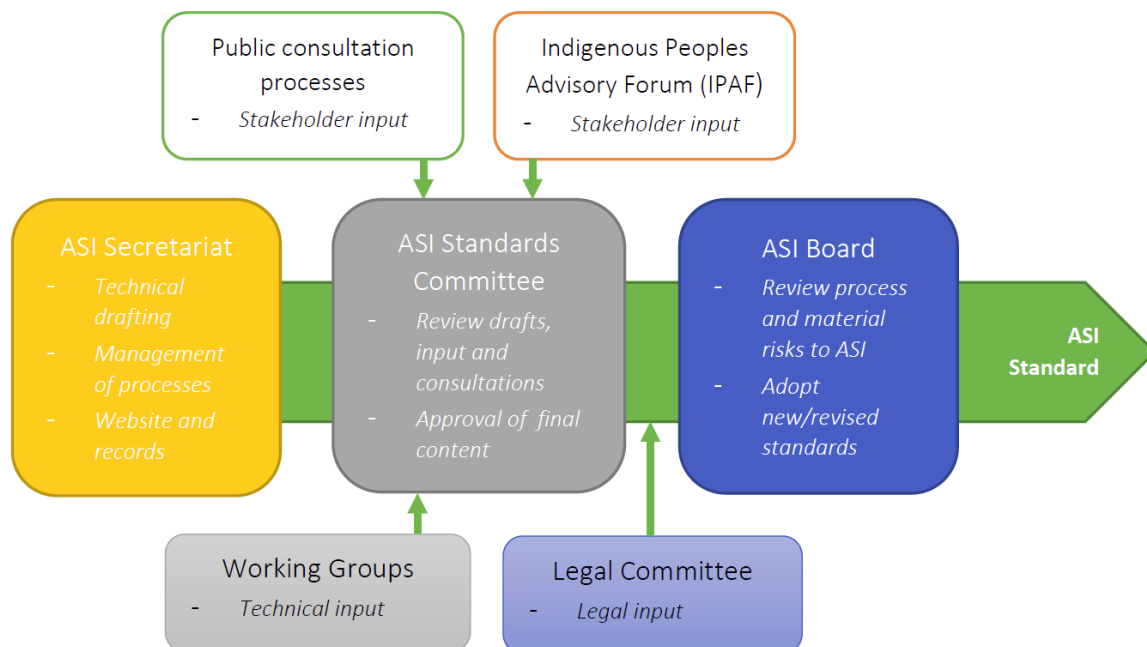 Public consultation
processes
- Stakeholder input
Indigenous Peoples
Advisory Forum (IPAF)
- Stakeholder input
ASI Secretariat
- Technical
drafting
- Management
of processes
- Website and
records
ASI Standards
Committee
- Review drafts,
input and
consultations
- Approval of final
content
ASI Board
- Review process
and material
risks to ASI
- Adopt
new/revised
standards
ASI
Standard
Working Groups
- Technical input
Legal Committee
- Legal input